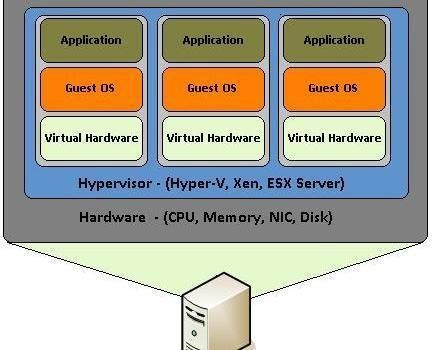 Application Application Application
Guest OS Guest OS Guest OS
Virtual Hardware Virtual Hardware Virtual Hardware
Hypervisor - (Hyper-V, Xen, ESX Server)
Hardware - (CPU, Memory, NIC, Disk)